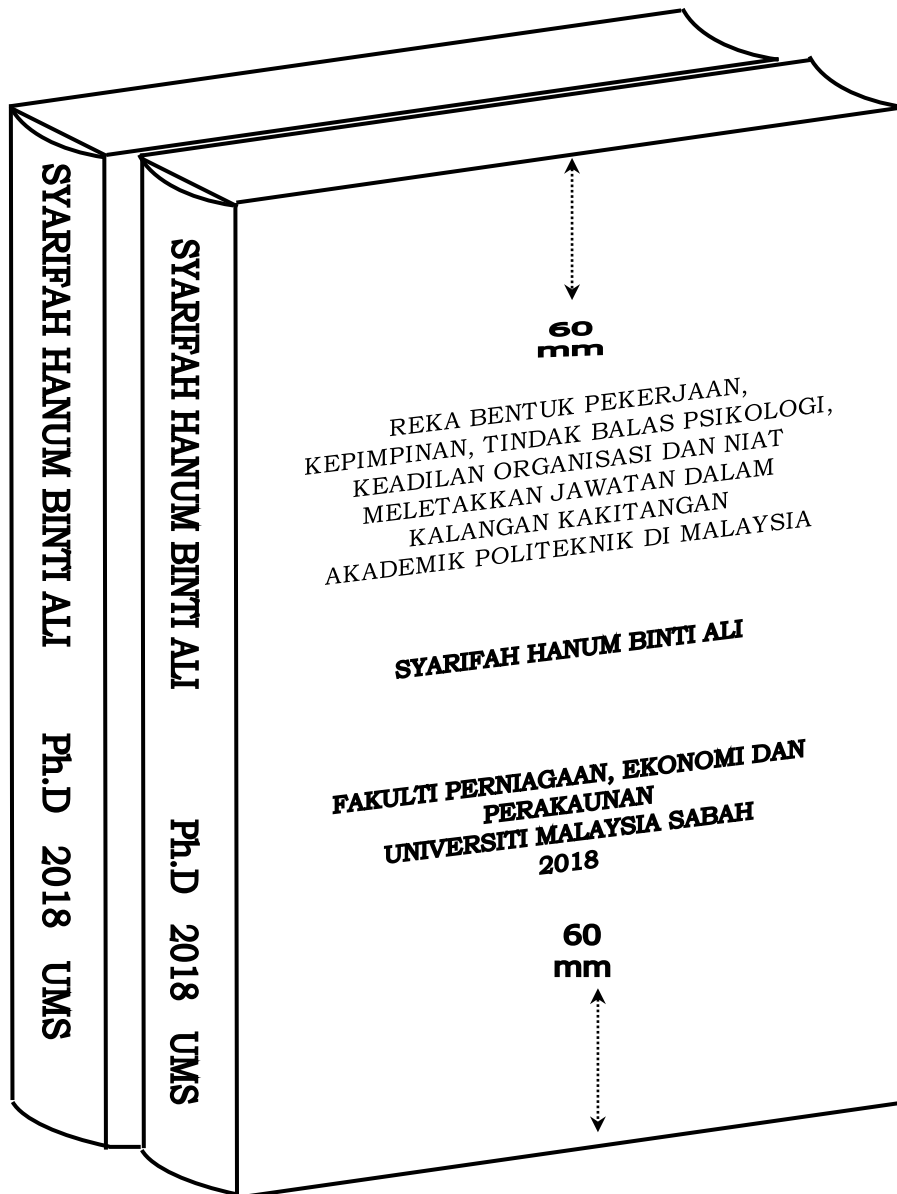 SYARIFAH HANUM BINTI ALI Ph.D 2018 UMS
SYARIFAH HANUM BINTI ALI Ph.D 2018 UMS
60
mm
REKA BENTUK PEKERJAAN,
KEPIMPINAN, TINDAK BALAS PSIKOLOGI,
KEADILAN ORGANISASI DAN NIAT
MELETAKKAN JAWATAN DALAM
KALANGAN KAKITANGAN
AKADEMIK POLITEKNIK DI MALAYSIA
SYARIFAH HANUM BINTI ALI
FAKULTI PERNIAGAAN, EKONOMI DAN
PERAKAUNAN
UNIVERSITI MALAYSIA SABAH
2018
60
mm